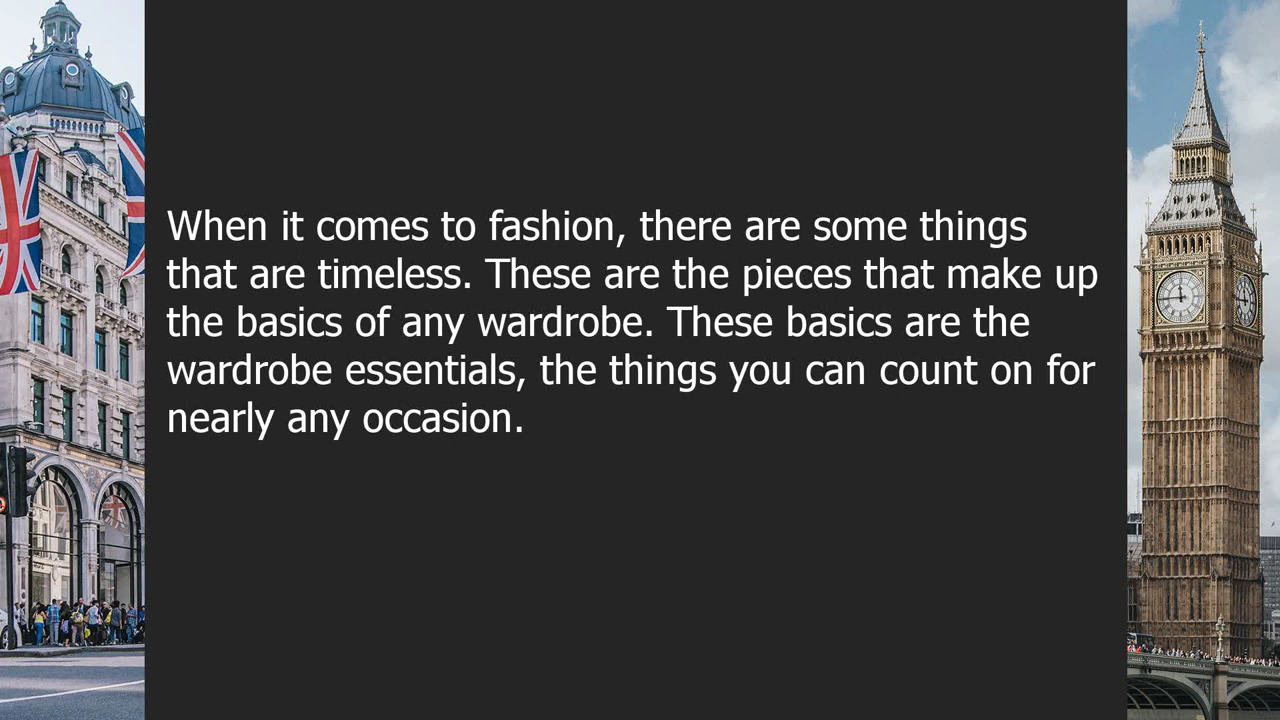 When it comes to fashion, there are some things
that are timeless. These are the pieces that make up
the basics of any wardrobe. These basics are the
wardrobe essentials, the things you can count on for
nearly any occasion.